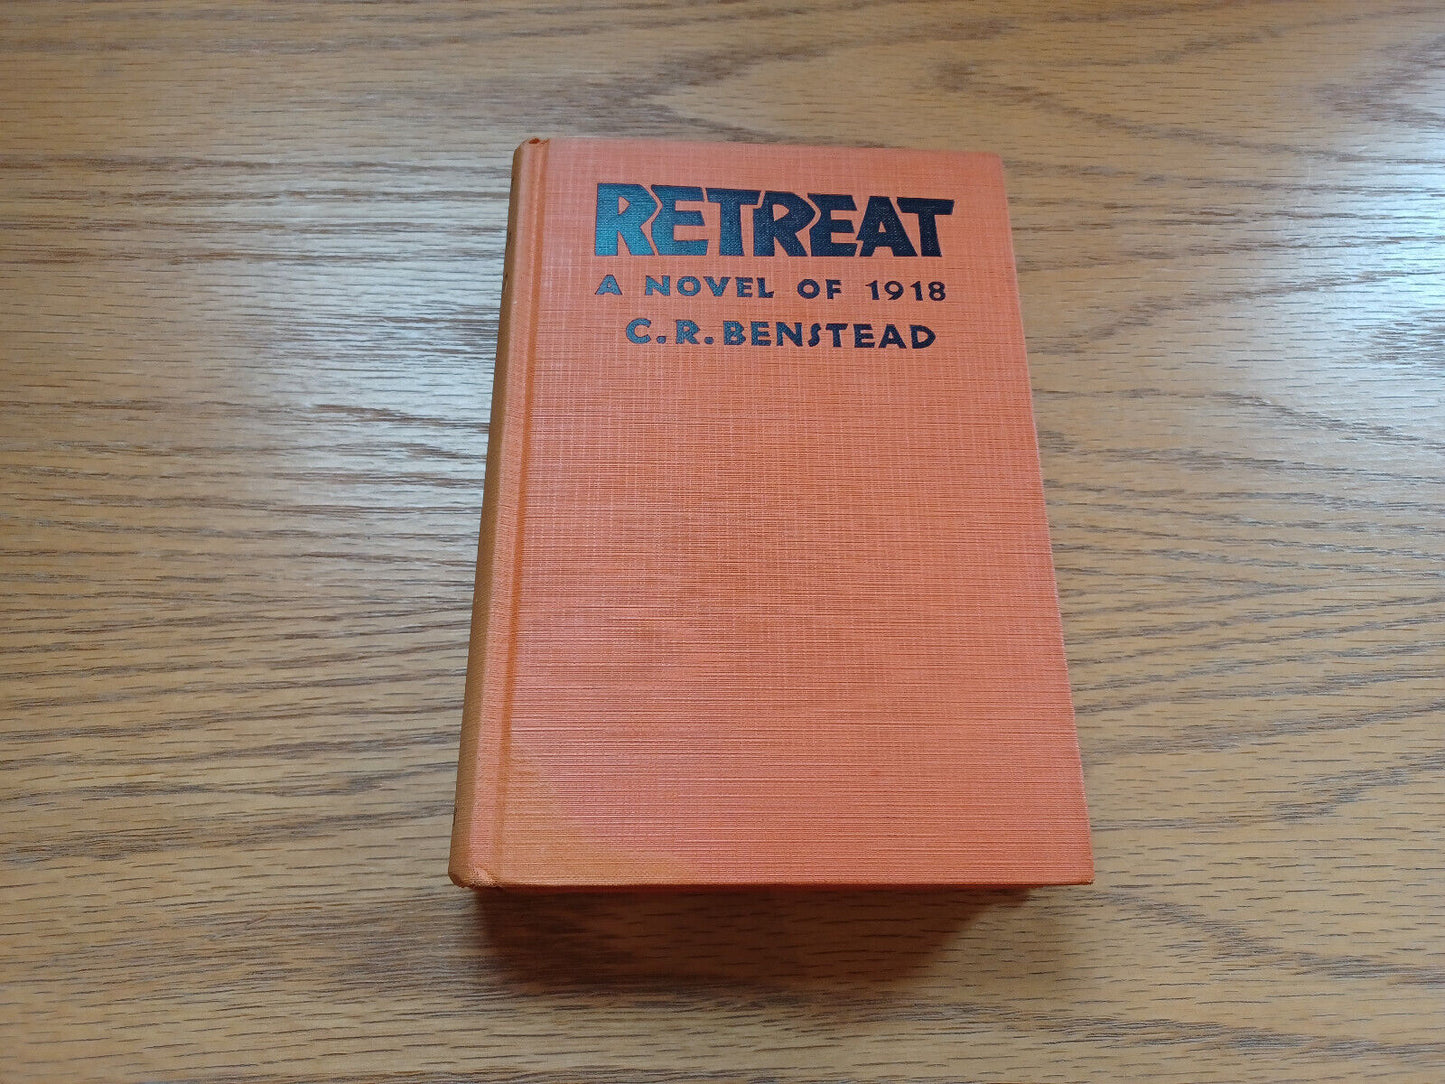 RETREAT
A NOVEL OF 1918
C.R. BENSTEAD